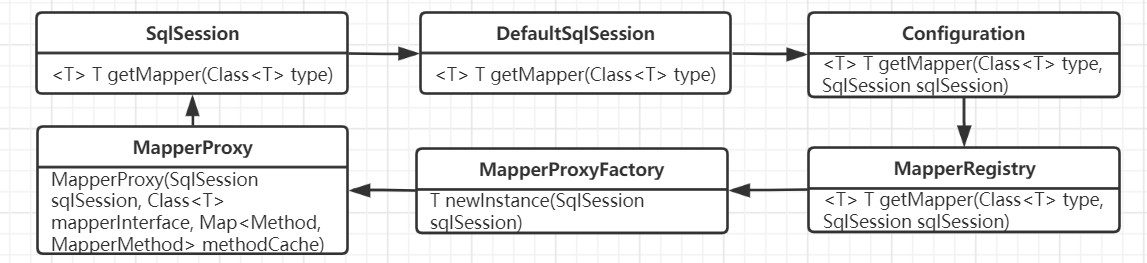 SqlSession
<T> T getMapper(Class<T> type)
DefaultSqlSession
<T> T getMapper(Class<T> type)
Configuration
<T> T getMapper(Class<T> type,
SqlSession sqlSession)
MapperProxy
MapperProxy(SqlSession
sqlSession, Class<T>
mapperInterface, Map<Method,
MapperMethod> methodCache)
MapperProxyFactory
T newInstance(SqlSession
sqlSession)
MapperRegistry
<T> T getMapper(Class<T> type,
SqlSession sqlSession)